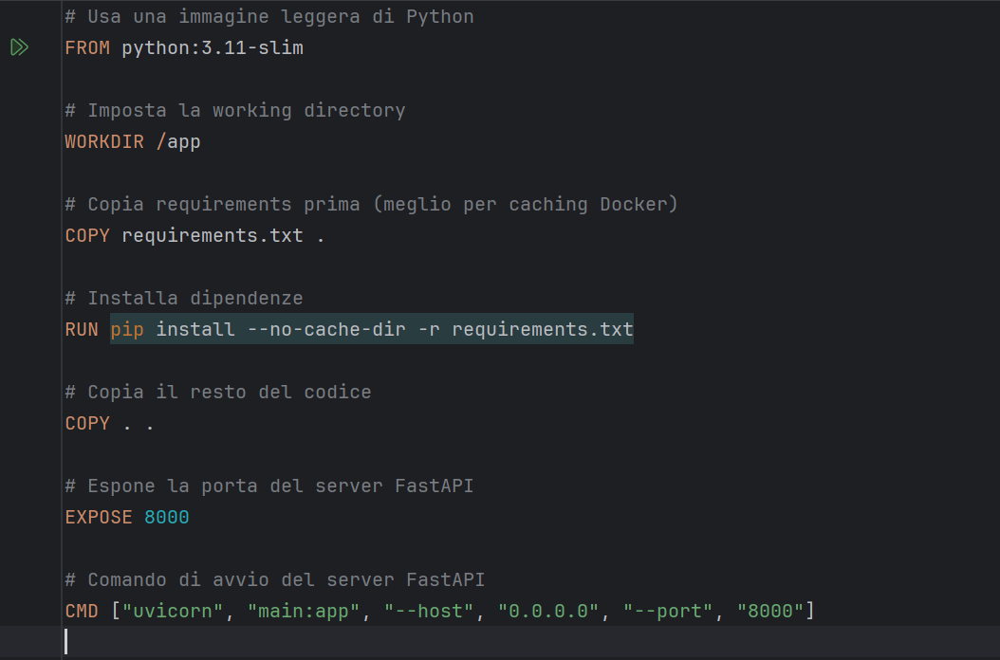 # Usa una immagine leggera di Python
FROM python:3.11-slim
# Imposta la working directory
WORKDIR /app
# Copia requirements prima (meglio per caching Docker)
COPY requirements.txt .
# Installa dipendenze
RUN pip install --no-cache-dir -r requirements.txt
# Copia il resto del codice
COPY . .
# Espone la porta del server FastAPI
EXPOSE 8000
# Comando di avvio del server FastAPI
CMD ["uvicorn", "main:app", "--host", "0.0.0.0", "--port", "8000"]